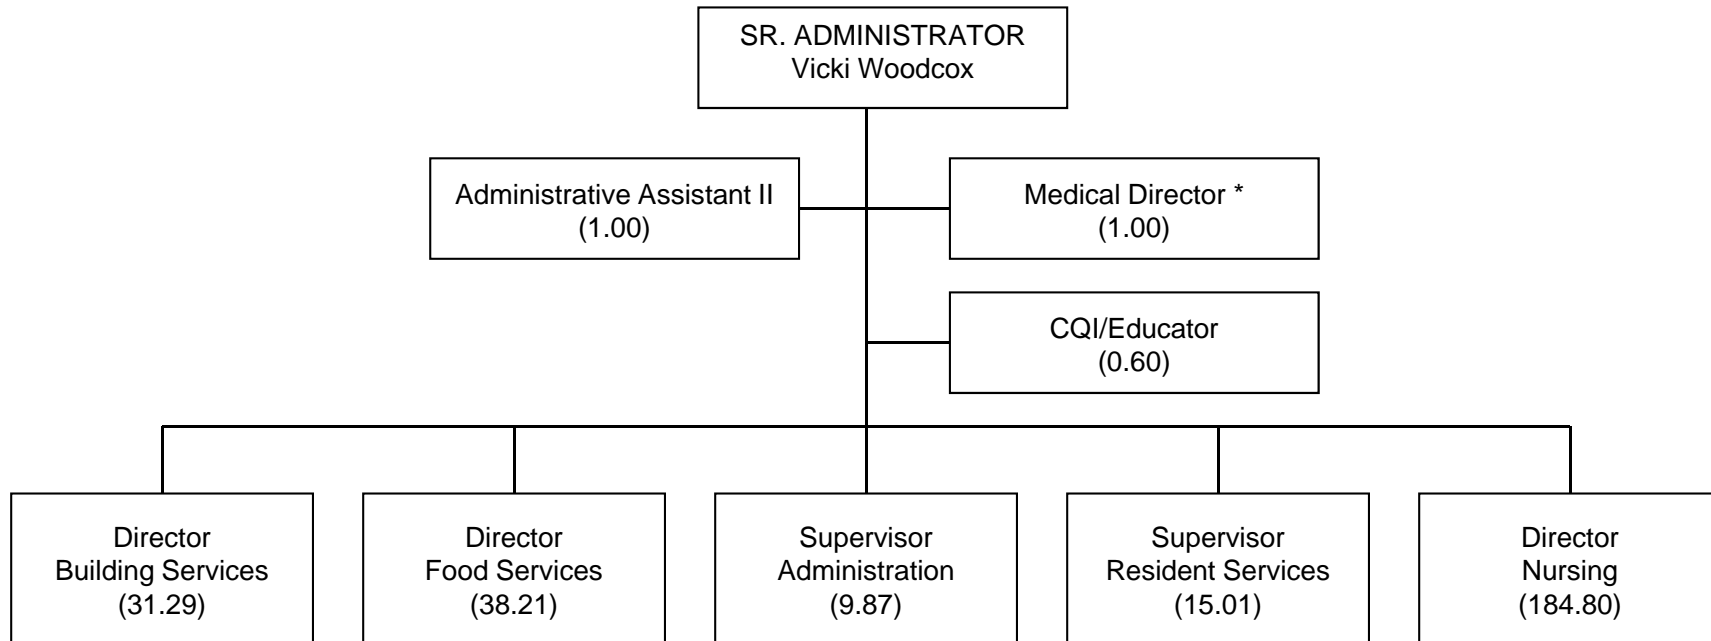 SR. ADMINISTRATOR
Vicki Woodcox
Administrative Assistant II
(1.00)
Medical Director *
(1.00)
CQI/Educator
(0.60)
Director
Building Services
(31.29)
Director
Food Services
(38.21)
Supervisor
Administration
(9.87)
Supervisor
Resident Services
(15.01)
Director
Nursing
(184.80)